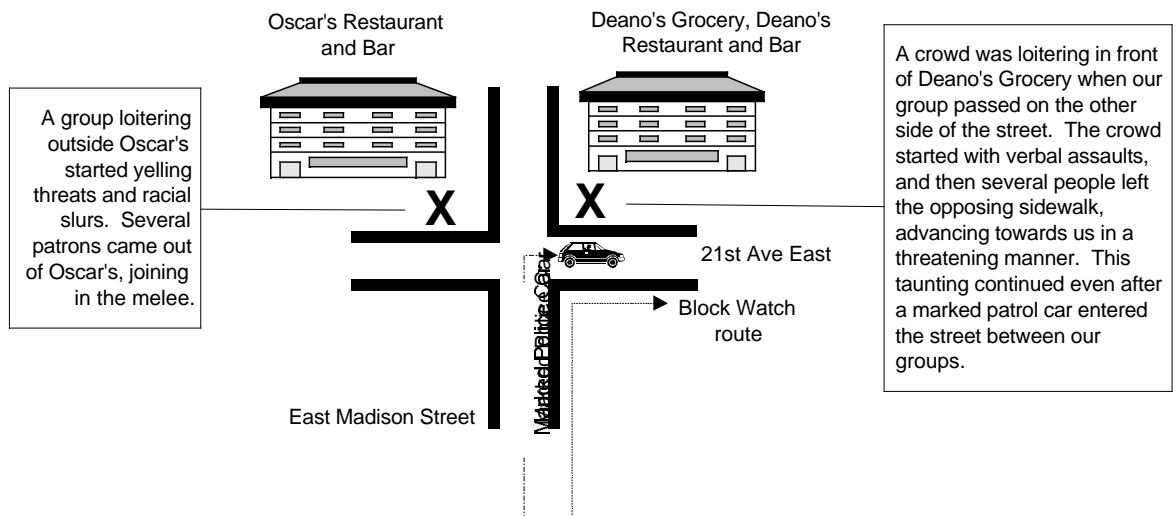 Oscar's Restaurant
and Bar
Deano's Grocery, Deano's
Restaurant and Bar
A group loitering
outside Oscar's
started yelling
threats and racial
slurs. Several
patrons came out
of Oscar's, joining
in the melee.
A crowd was loitering in front
of Deano's Grocery when our
group passed on the other
side of the street. The crowd
started with verbal assaults,
and then several people left
the opposing sidewalk,
advancing towards us in a
threatening manner. This
taunting continued even after
a marked patrol car entered
the street between our
groups.
X
X
21st Ave East
Marked Police Car
Block Watch
route
East Madison Street